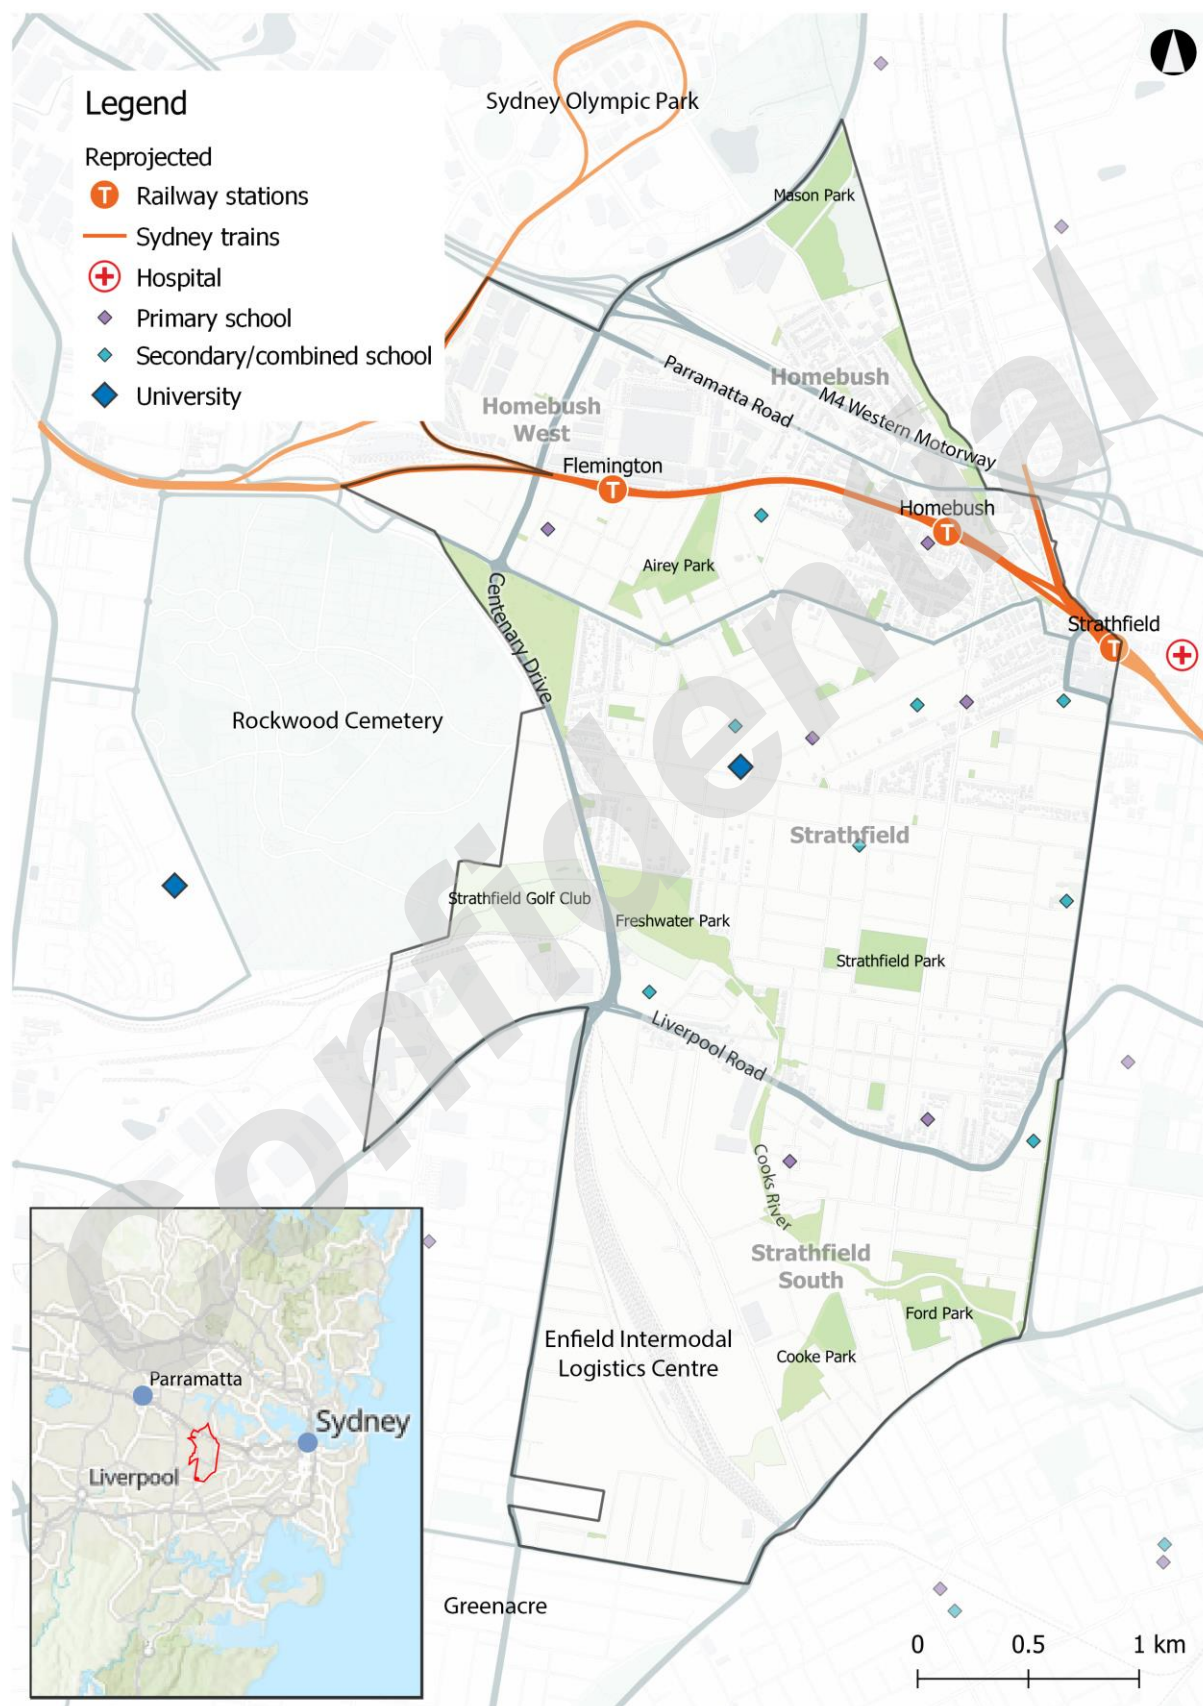 Legend
Reprojected
T Railway stations
Sydney trains
Hospital
Primary school
Secondary/combined school
University
Sydney Olympic Park
Mason Park
Homebush
Parramatta Road
M4 Western Motorway
Homebush
West
Flemington
T
Homebush
T
Airey Park
Centenary Drive
Strathfield
T
Rockwood Cemetery
Strathfield
Strathfield Golf Club
Freshwater Park
Strathfield Park
Liverpool Road
Cooks River
Strathfield
South
Ford Park
Cooke Park
Enfield Intermodal
Logistics Centre
Greenacre
Parramatta
Sydney
Liverpool
0 0.5 1 km
Confidental